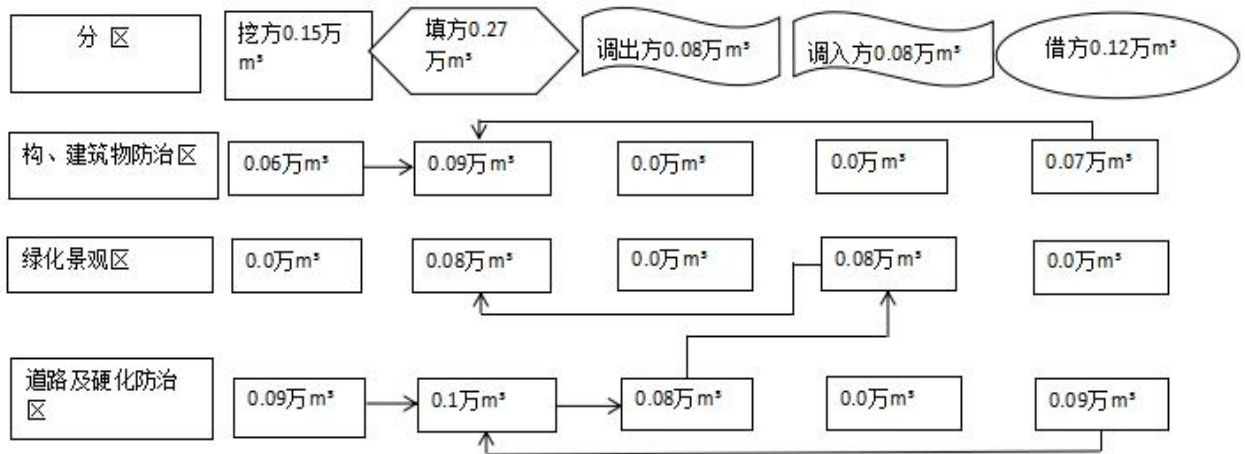 分 区
挖方0.15万
m³
填方0.27
万m³
调出方0.08万m³
调入方0.08万m³
借方0.12万m³
构、建筑物防治区
0.06万m³
0.09万m³
0.0万m³
0.0万m³
0.07万m³
绿化景观区
0.0万m³
0.08万m³
0.0万m³
0.08万m³
0.0万m³
道路及硬化防治
区
0.09万m³
0.1万m³
0.08万m³
0.0万m³
0.09万m³